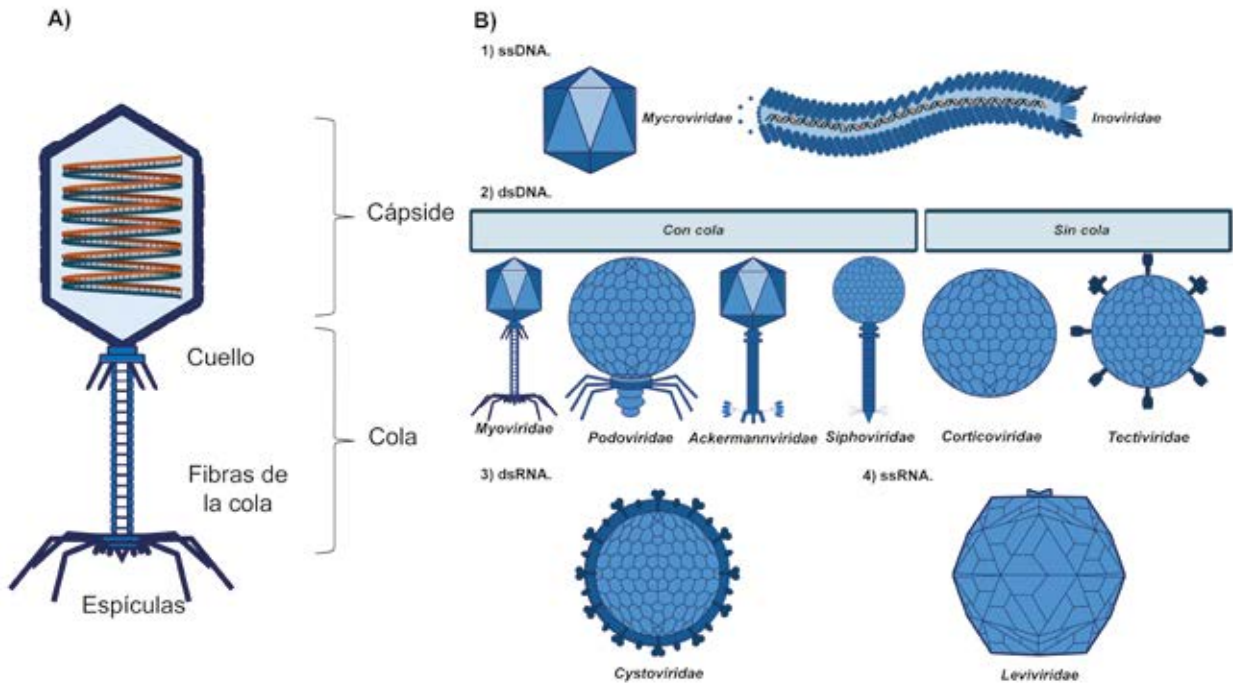 A)
Cápside
Cuello
Cola
Fibras de
la cola
Espículas
B)
1) ssDNA.
Mycroviridae
Inoviridae
2) dsDNA.
Con cola
Sin cola
Myoviridae
Podoviridae
Ackermannviridae
Siphoviridae
Corticoviridae
Tectiviridae
3) dsRNA.
4) ssRNA.
Cystoviridae
Leviviridae